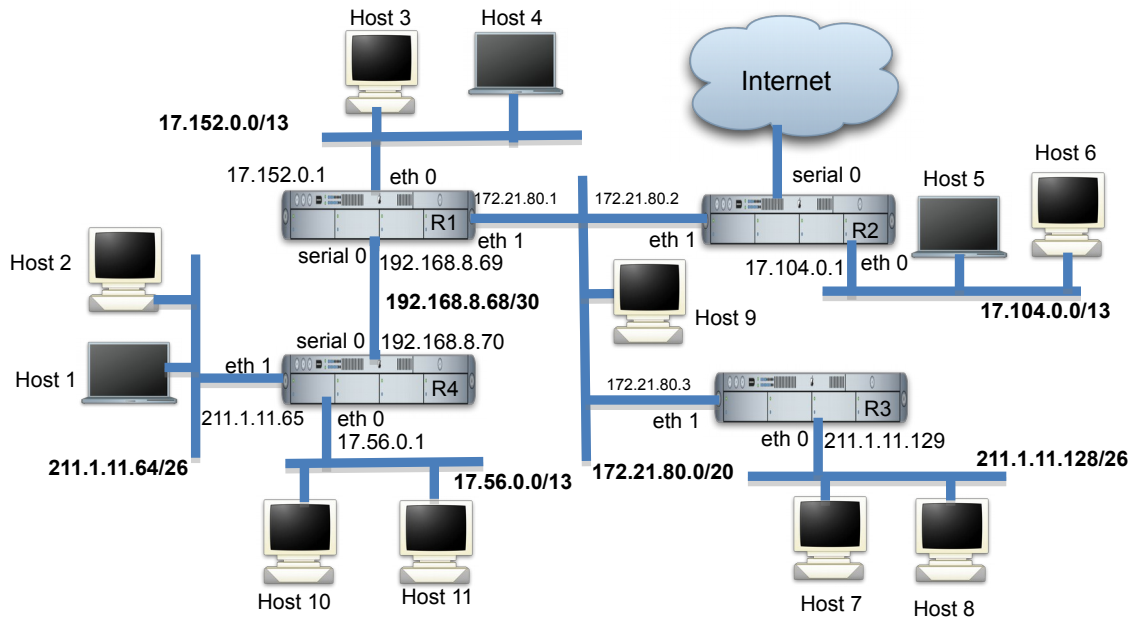 Host 3
Host 4
Internet
17.152.0.0/13
Host 6
Host 5
17.152.0.1
eth 0
serial 0
172.21.80.1
172.21.80.2
R1
R2
eth 1
eth 1
serial 0
192.168.8.69
17.104.0.1
eth 0
Host 2
192.168.8.68/30
17.104.0.0/13
Host 9
serial 0
192.168.8.70
Host 1
eth 1
172.21.80.3
R4
R3
211.1.11.65
eth 0
eth 1
17.56.0.1
eth 0
211.1.11.129
211.1.11.64/26
17.56.0.0/13
172.21.80.0/20
211.1.11.128/26
Host 10
Host 11
Host 7
Host 8